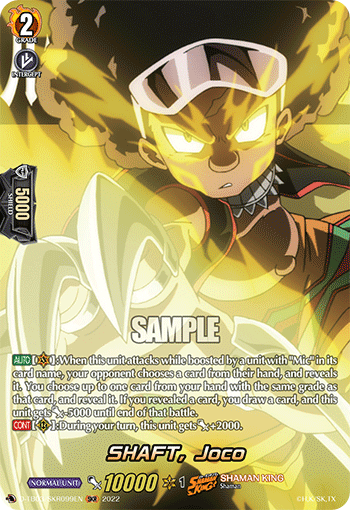 2
GRADE
INTERCEPT
5000
SHIELD
SAMPLE
AUTO [ ]:When this unit attacks while boosted by a unit with "Mic" in its
card name, your opponent chooses a card from their hand, and reveals
it. You choose up to one card from your hand with the same grade as
that card, and reveal it. If you revealed a card, you draw a card, and this
unit gets +5000 until end of that battle.
CONT [ ]:During your turn, this unit gets +2000.
SHAFT, Joco
NORMAL UNIT
10000
1
SHAMAN KING
SHAMAN KING
Shaman
2022